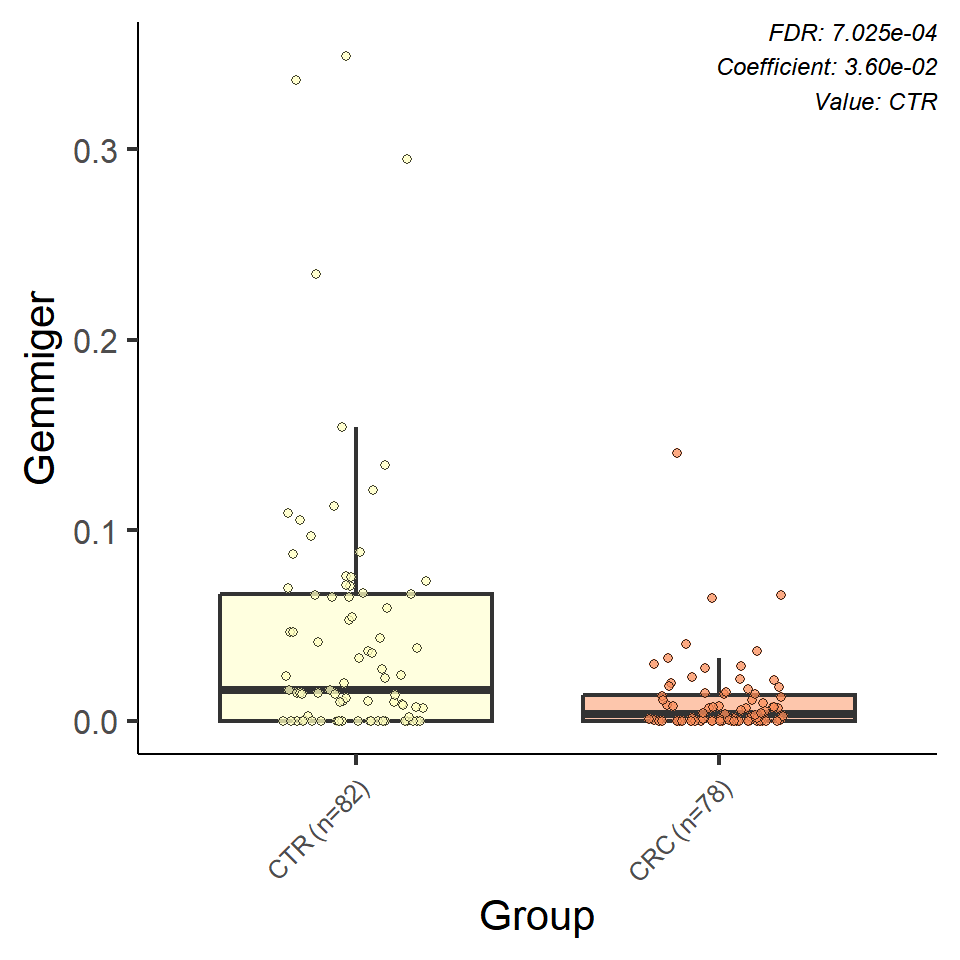 FDR: 7.025e-04
Coefficient: 3.60e-02
Value: CTR
Gemmiger
0.3
0.2
0.1
0.0
CTR (n=82)
CRC (n=78)
Group